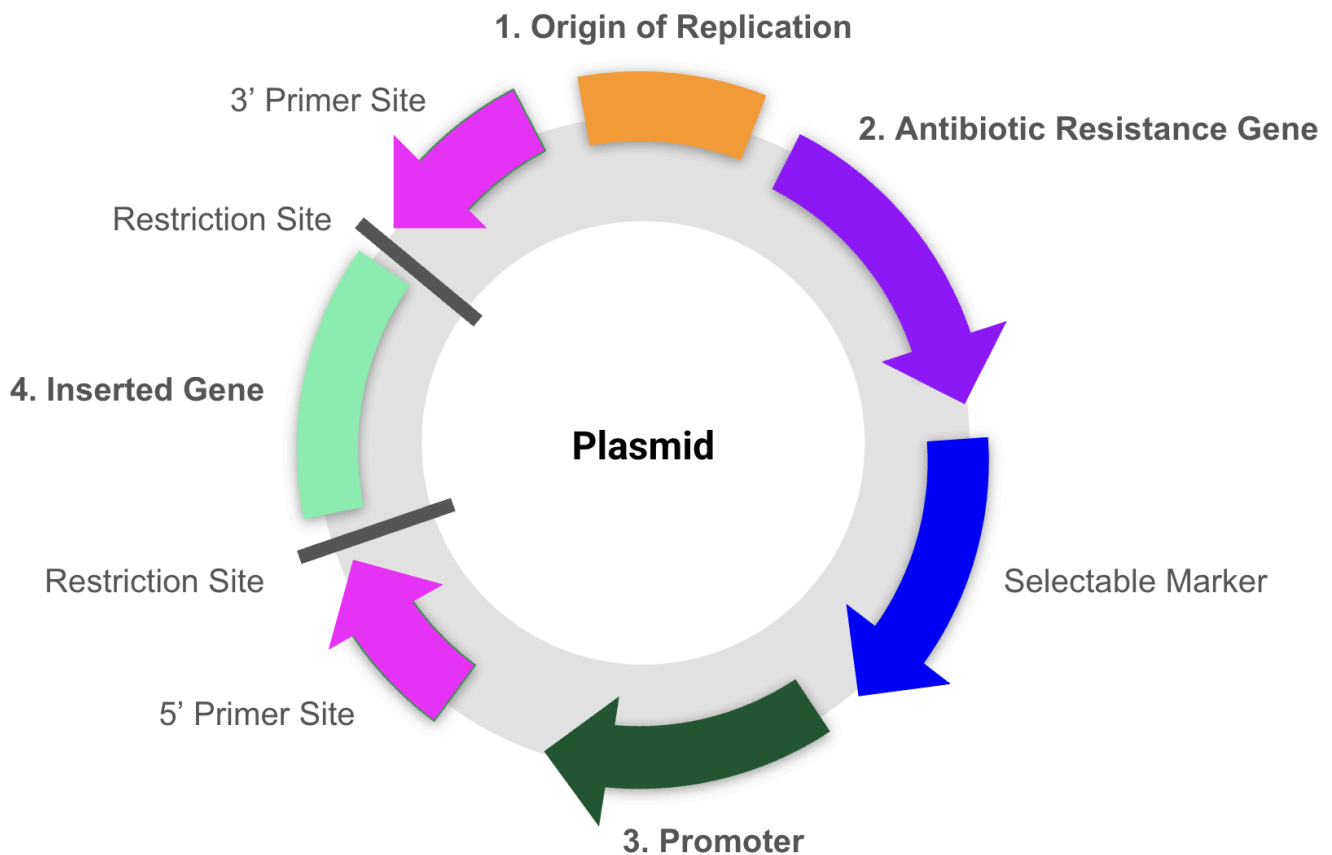 1. Origin of Replication
3’ Primer Site
2. Antibiotic Resistance Gene
Restriction Site
4. Inserted Gene
Plasmid
Restriction Site
Selectable Marker
5’ Primer Site
3. Promoter